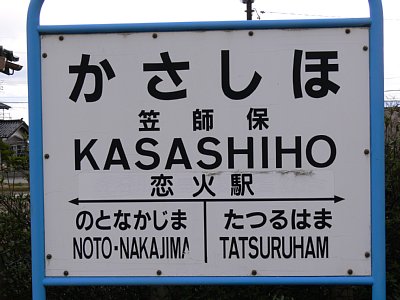 かさしほ
笠師保
KASASHIHO
恋火駅
のとなかじま たつるはま
NOTO-NAKAJIMA TATSURUHAM